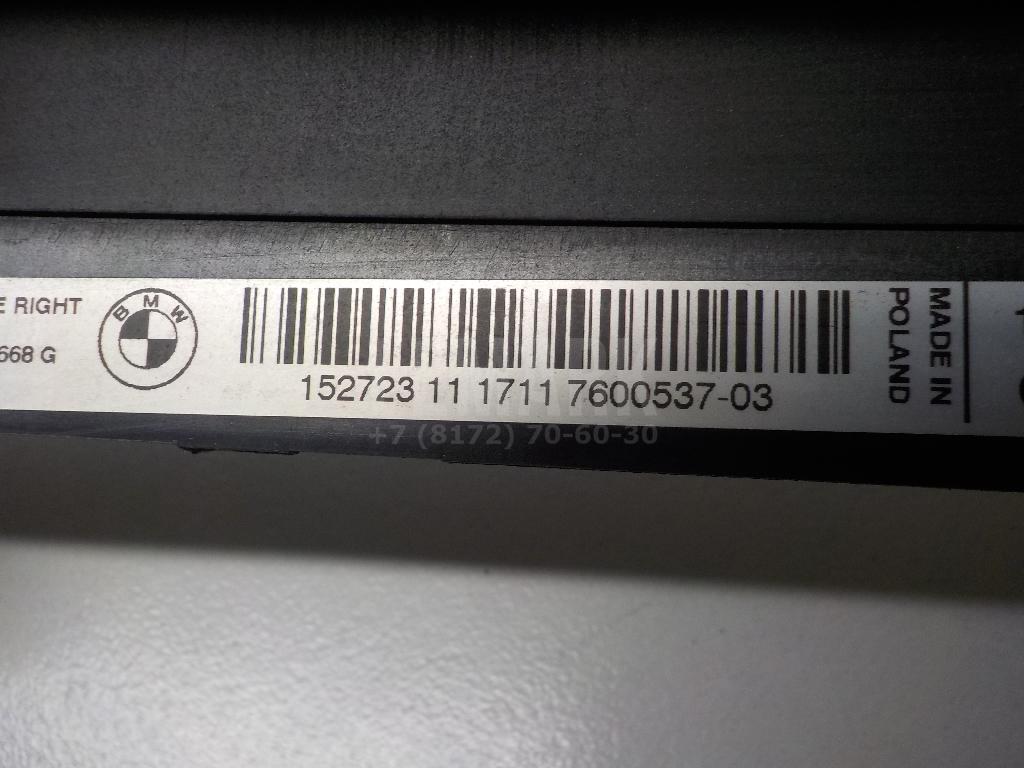 E RIGHT
668 G
BMW
152723 11 1711 7600537-03
MADE IN
POLAND
+7 (8172) 70-60-30